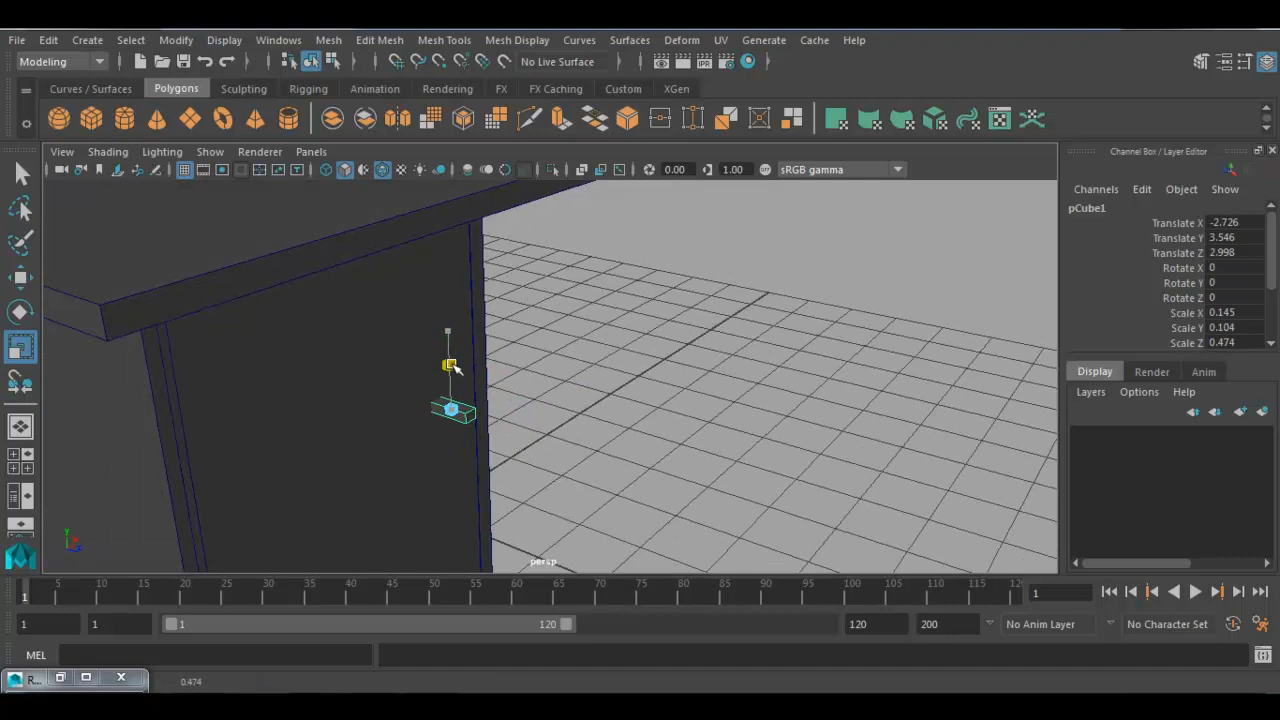 File Edit Create Select Modify Display Windows Mesh Edit Mesh Mesh Tools Mesh Display Curves Surfaces Deform UV Generate Cache Help
Modeling No Live Surface
Curves / Surfaces Polygons Sculpting Rigging Animation Rendering FX FX Caching Custom XGen
View Shading Lighting Show Renderer Panels
Channel Box / Layer Editor
0.00 1.00 sRGB gamma
Channels Edit Object Show
pCube1
Translate X -2.726
Translate Y 3.546
Translate Z 2.998
Rotate X 0
Rotate Y 0
Rotate Z 0
Scale X 0.145
Scale Y 0.104
Scale Z 0.474
Display Render Anim
Layers Options Help
persp
5 10 15 20 25 30 35 40 45 50 55 60 65 70 75 80 85 90 95 100 105 110 115 12
1 1
1 1 1 120 120 200 No Anim Layer No Character Set
MEL
R... 0.474